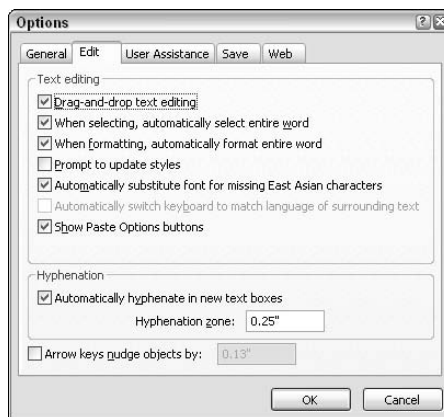 Options
General Edit User Assistance Save Web
Text editing
Drag-and-drop text editing
When selecting, automatically select entire word
When formatting, automatically format entire word
Prompt to update styles
Automatically substitute font for missing East Asian characters
Automatically switch keyboard to match language of surrounding text
Show Paste Options buttons
Hyphenation
Automatically hyphenate in new text boxes
Hyphenation zone: 0.25"
Arrow keys nudge objects by: 0.13"
OK Cancel